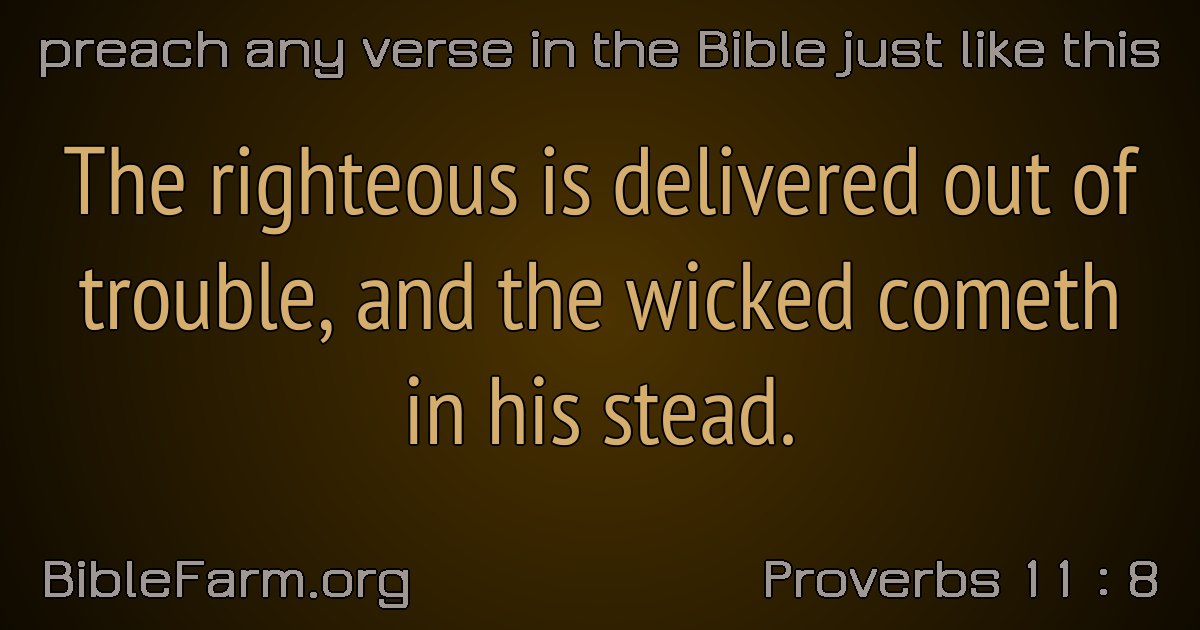 preach any verse in the Bible just like this
The righteous is delivered out of
trouble, and the wicked cometh
in his stead.
BibleFarm.org
Proverbs 11 : 8